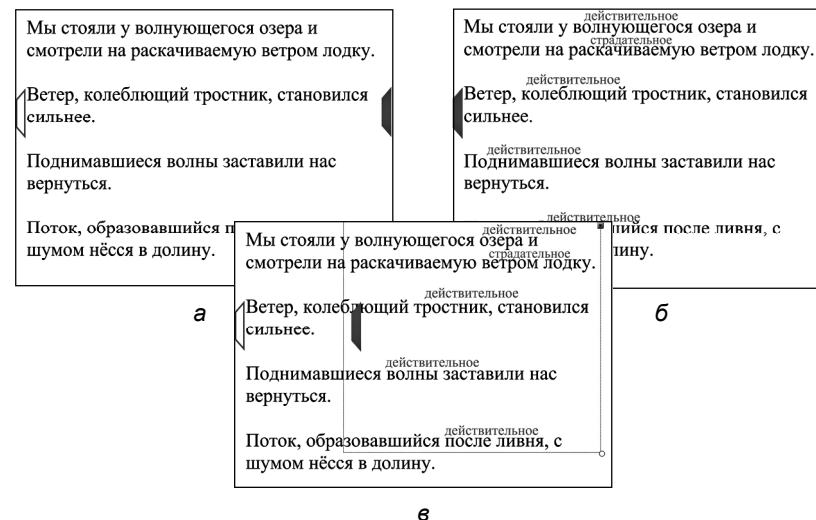 Мы стояли у волнующегося озера и
смотрели на раскачиваемую ветром лодку.
Ветер, колеблющий тростник, становился
сильнее.
Поднимавшиеся волны заставили нас
вернуться.
Поток, образовавшийся п
шумом нёсся в долину.
а
действительное
Мы стояли у волнующегося озера и
страдательное
смотрели на раскачиваемую ветром лодку.
действительное
Ветер, колеблющий тростник, становился
сильнее.
действительное
Поднимавшиеся волны заставили нас
вернуться.
действительное
ийся после ливня, с
лину.
б
действительное
Мы стояли у волнующегося озера и
страдательное
смотрели на раскачиваемую ветром лодку.
действительное
Ветер, колеблющий тростник, становился
сильнее.
действительное
Поднимавшиеся волны заставили нас
вернуться.
действительное
Поток, образовавшийся после ливня, с
шумом нёсся в долину.
в